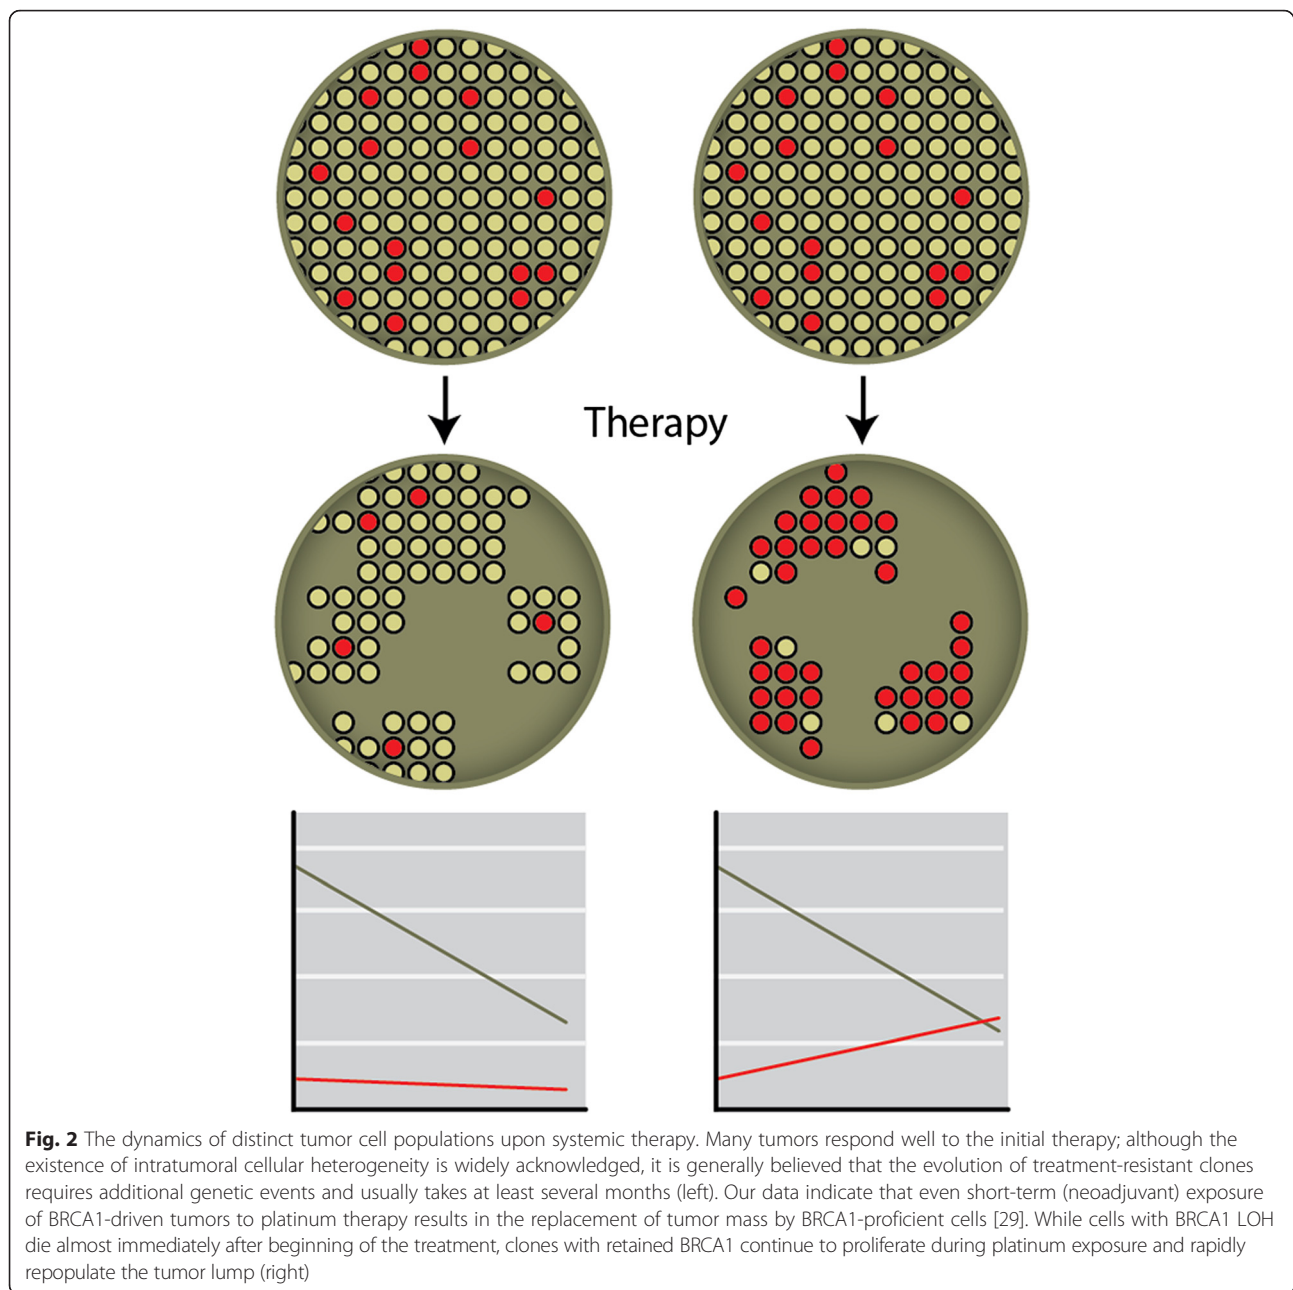 Therapy
Fig. 2 The dynamics of distinct tumor cell populations upon systemic therapy. Many tumors respond well to the initial therapy; although the
existence of intratumoral cellular heterogeneity is widely acknowledged, it is generally believed that the evolution of treatment-resistant clones
requires additional genetic events and usually takes at least several months (left). Our data indicate that even short-term (neoadjuvant) exposure
of BRCA1-driven tumors to platinum therapy results in the replacement of tumor mass by BRCA1-proficient cells [29]. While cells with BRCA1 LOH
die almost immediately after beginning of the treatment, clones with retained BRCA1 continue to proliferate during platinum exposure and rapidly
repopulate the tumor lump (right)